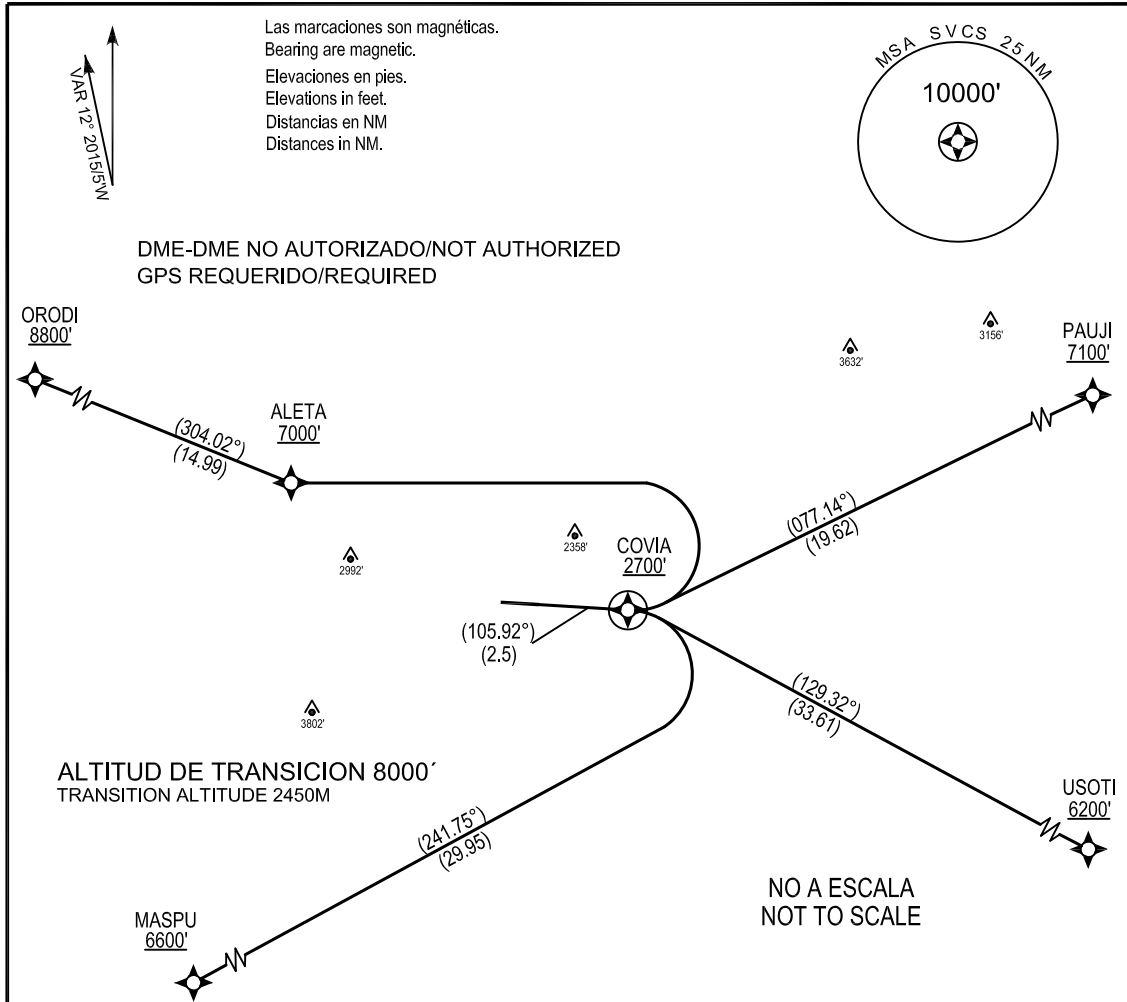 Las marcaciones son magnéticas.
Bearing are magnetic.
Elevaciones en pies.
Elevations in feet.
Distancias en NM
Distances in NM.
VAR 12° 2015/5'W
MSA SVCS 25 NM
10000'
DME-DME NO AUTORIZADO/NOT AUTHORIZED
GPS REQUERIDO/REQUIRED
ORODI
8800'
3156'
3632'
PAUJI
7100'
ALETA
7000'
(304.02°)
(14.99)
(077.14°)
(19.62)
2358'
2992'
COVIA
2700'
(105.92°)
(2.5)
(129.32°)
(33.61)
3802'
ALTITUD DE TRANSICION 8000´
TRANSITION ALTITUDE 2450M
USOTI
6200'
(241.75°)
(29.95)
NO A ESCALA
NOT TO SCALE
MASPU
6600'